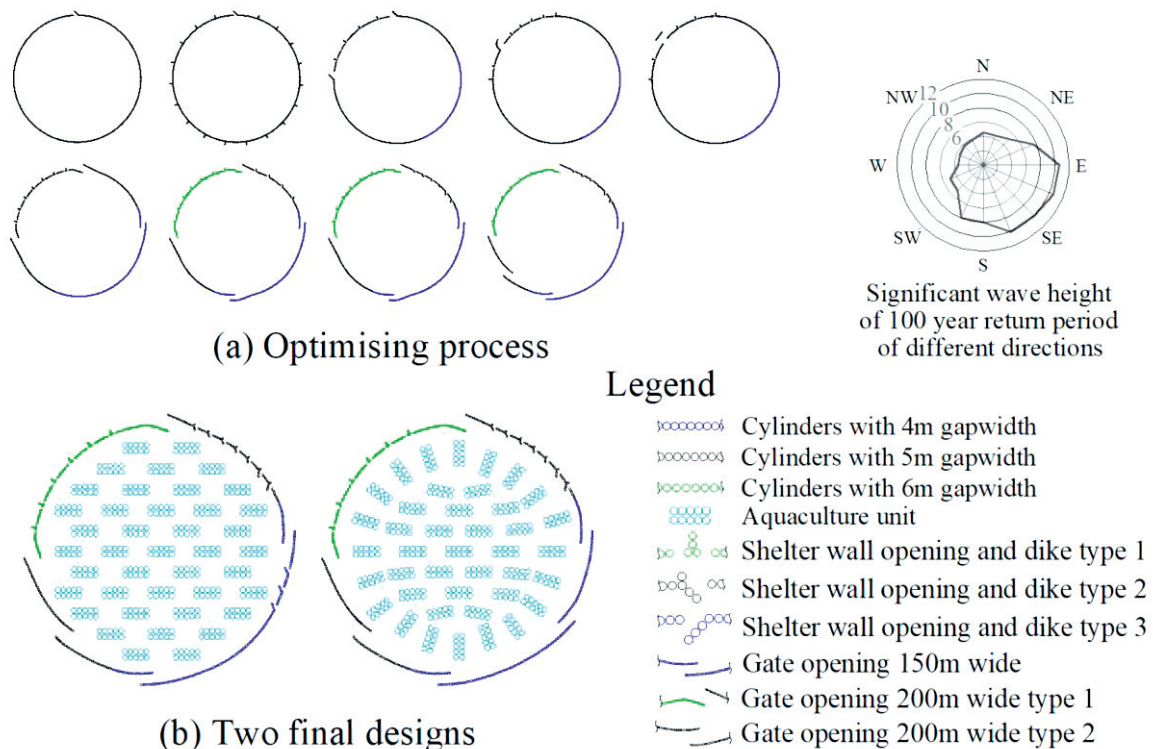 N
NW
12
NE
10
8
6
W
E
SW
SE
S
Significant wave height
of 100 year return period
of different directions
(a) Optimising process
Legend
Cylinders with 4m gapwidth
Cylinders with 5m gapwidth
Cylinders with 6m gapwidth
Aquaculture unit
Shelter wall opening and dike type 1
Shelter wall opening and dike type 2
Shelter wall opening and dike type 3
Gate opening 150m wide
Gate opening 200m wide type 1
Gate opening 200m wide type 2
(b) Two final designs